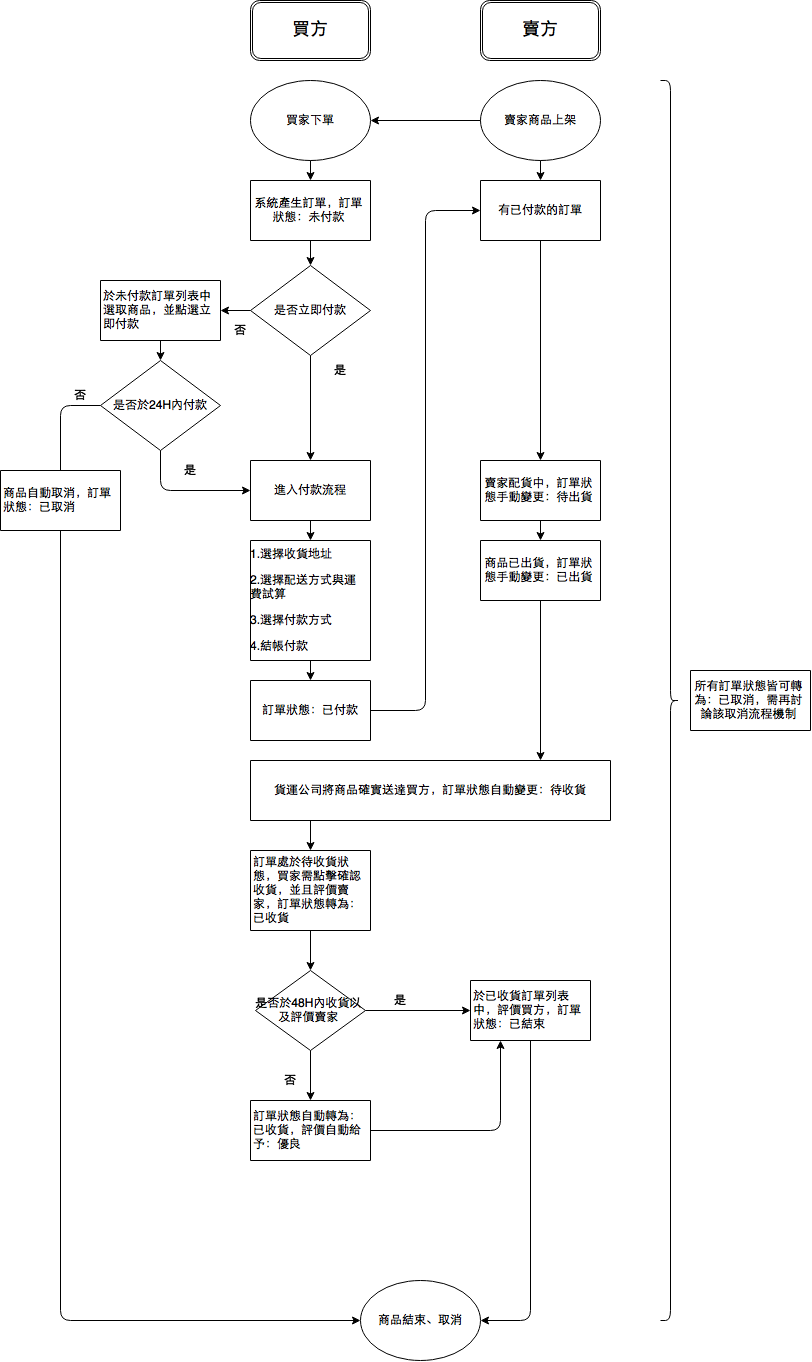 買方
賣方
買家下單
賣家商品上架
系統產生訂單，訂單
狀態：未付款
有已付款的訂單
於未付款訂單列表中
選取商品，並點選立
即付款
是否立即付款
否
是
否
是否於24H內付款
是
商品自動取消，訂單
狀態：已取消
進入付款流程
賣家配貨中，訂單狀
態手動變更：待出貨
1.選擇收貨地址
2.選擇配送方式與運
費試算
3.選擇付款方式
4.結帳付款
商品已出貨，訂單狀
態手動變更：已出貨
訂單狀態：已付款
所有訂單狀態皆可轉
為：已取消，需再討
論該取消流程機制
貨運公司將商品確實送達買方，訂單狀態自動變更：待收貨
訂單處於待收貨狀
態，買家需點擊確認
收貨，並且評價賣
家，訂單狀態轉為：
已收貨
是否於48H內收貨以
及評價賣家
是
於已收貨訂單列表
中，評價買方，訂單
狀態：已結束
否
訂單狀態自動轉為：
已收貨，評價自動給
予：優良
商品結束、取消